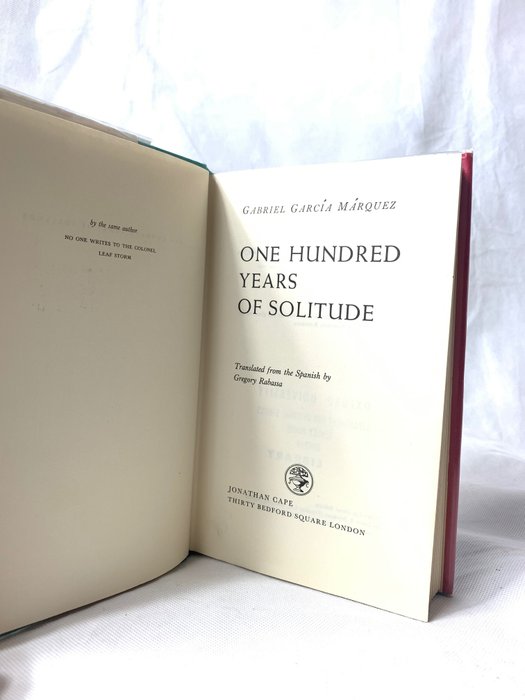 by the same author
NO ONE WRITES TO THE COLONEL
LEAF STORM
GABRIEL GARCÍA MÁRQUEZ
ONE HUNDRED
YEARS
OF SOLITUDE
Translated from the Spanish by
Gregory Rabassa
JONATHAN CAPE
THIRTY BEDFORD SQUARE LONDON